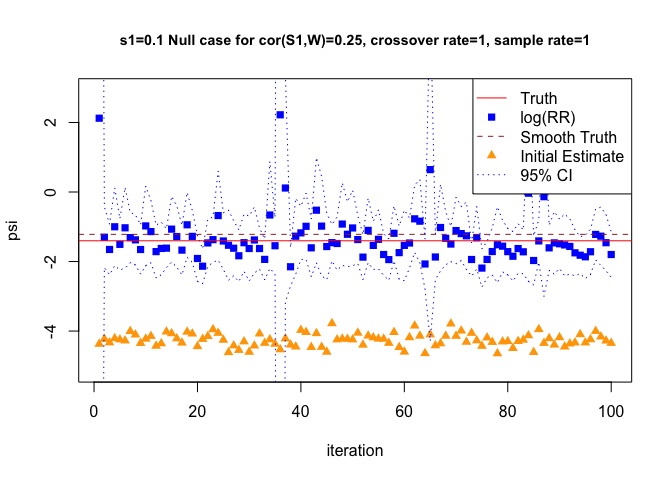 s1=0.1 Null case for cor(S1,W)=0.25, crossover rate=1, sample rate=1
Truth
log(RR)
Smooth Truth
Initial Estimate
95% CI
2
0
-2
-4
psi
0
20
40
60
80
100
iteration